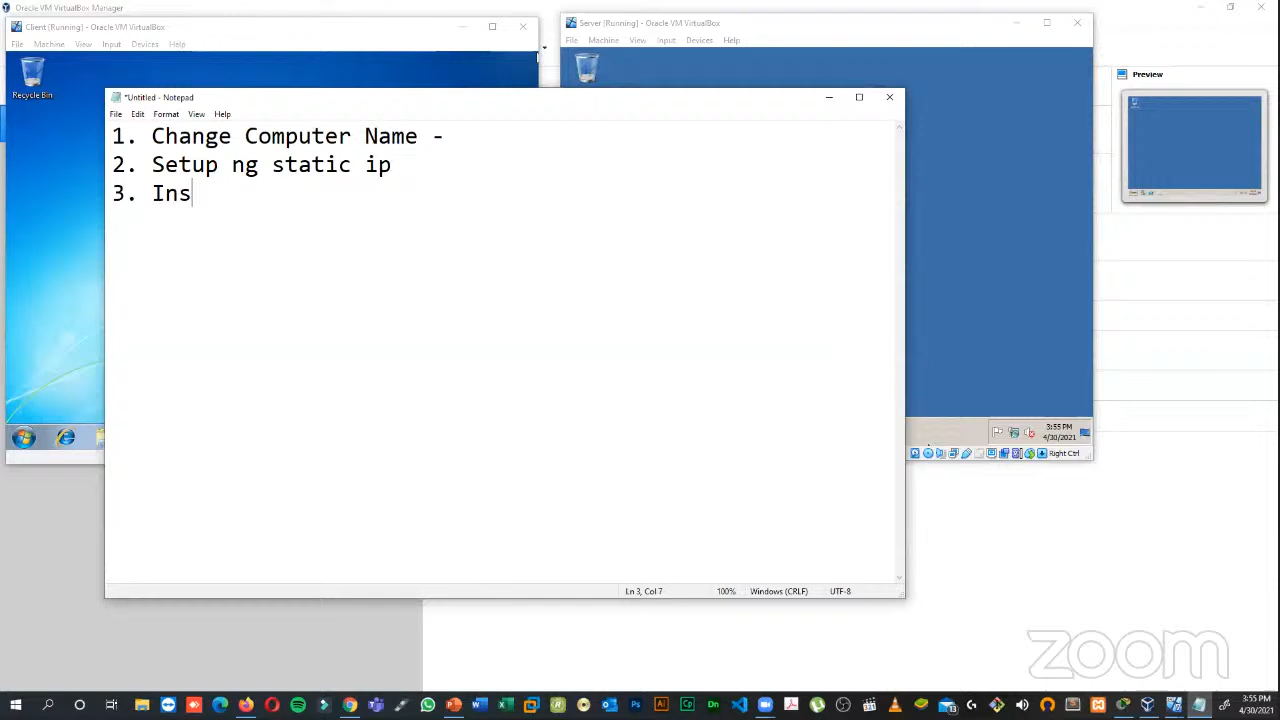 Oracle VM VirtualBox Manager
Client [Running] - Oracle VM VirtualBox
File Machine View Input Devices Help
Recycle Bin
Server [Running] - Oracle VM VirtualBox
File Machine View Input Devices Help
Preview
*Untitled - Notepad
File Edit Format View Help
1. Change Computer Name -
2. Setup ng static ip
3. Ins
Ln 3, Col 7 100% Windows (CRLF) UTF-8
3:55 PM
4/30/2021
Right Ctrl
zoom
3:55 PM
4/30/2021